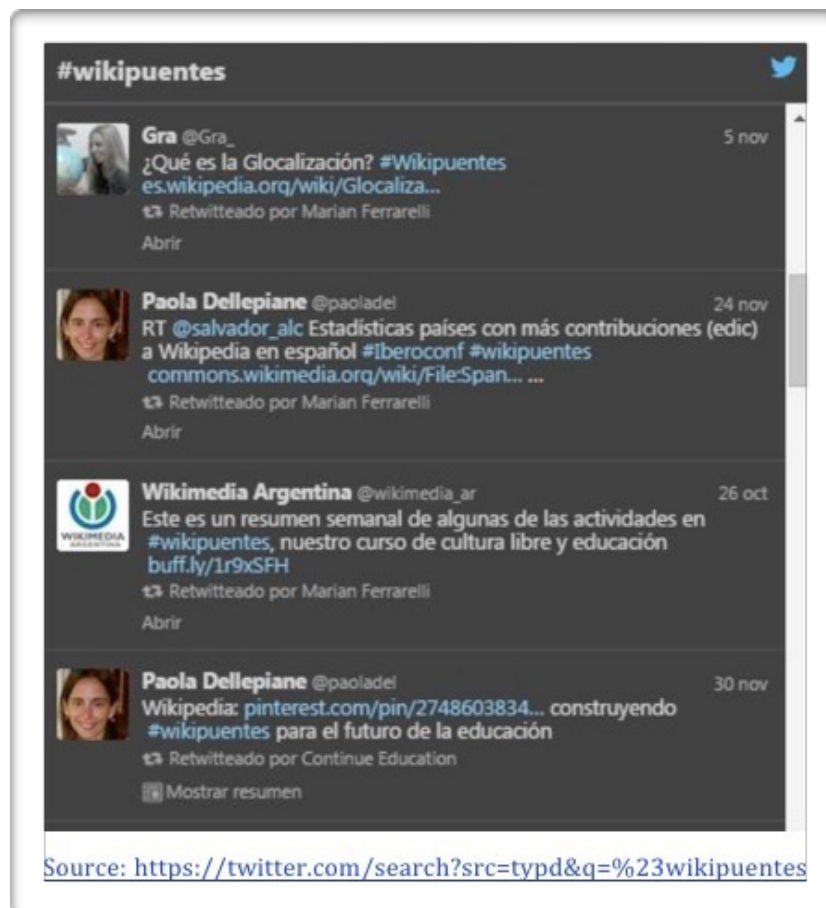 #wikipuentes
Gra @Gra_ 5 nov
¿Qué es la Glocalización? #Wikipuentes
es.wikipedia.org/wiki/Glocaliza...
Retwitteado por Marian Ferrarelli
Abrir
Paola Dellepiane @paoladel 24 nov
RT @salvador_alc Estadísticas países con más contribuciones (edic)
a Wikipedia en español #Iberoconf #wikipuentes
commons.wikimedia.org/wiki/File:Span... ...
Retwitteado por Marian Ferrarelli
Abrir
WIKIMEDIA
ARGENTINA
Wikimedia Argentina @wikimedia_ar 26 oct
Este es un resumen semanal de algunas de las actividades en
#wikipuentes, nuestro curso de cultura libre y educación
buff.ly/1r9xSFH
Retwitteado por Marian Ferrarelli
Abrir
Paola Dellepiane @paoladel 30 nov
Wikipedia: pinterest.com/pin/2748603834... construyendo
#wikipuentes para el futuro de la educación
Retwitteado por Continue Education
Mostrar resumen
Source: https://twitter.com/search?src=typd&q=%23wikipuentes